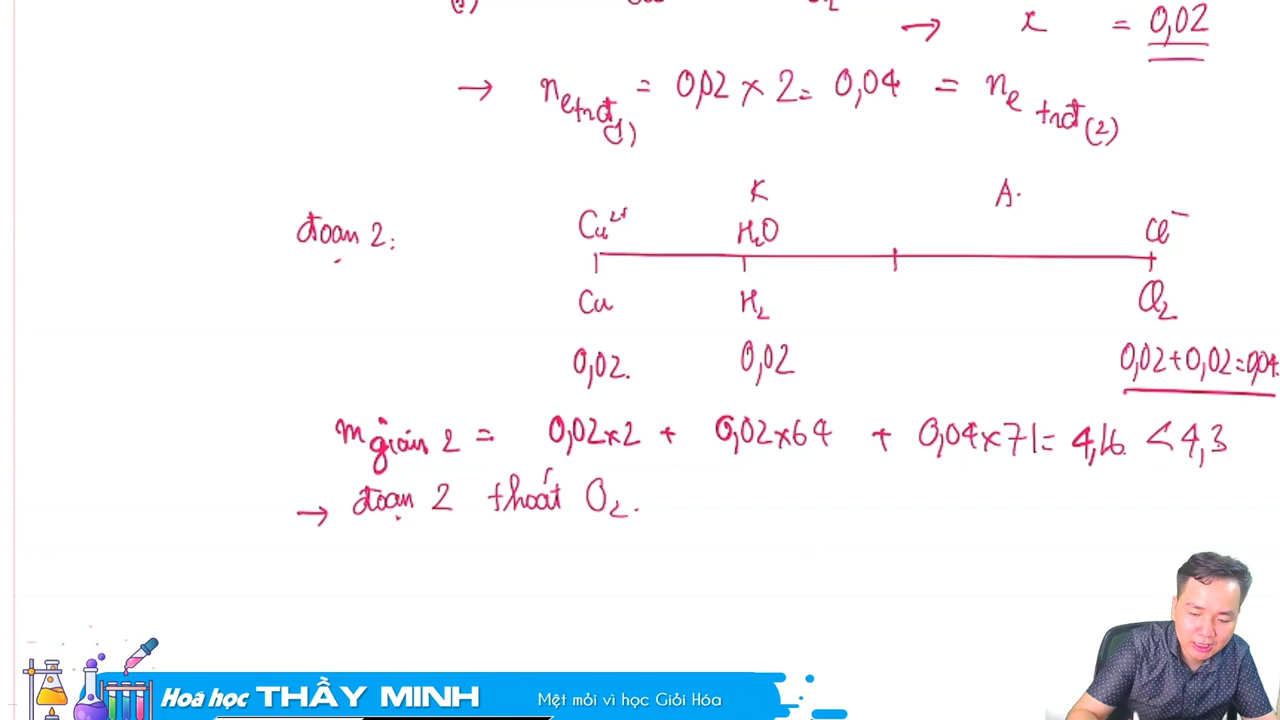 → x = 0,02
→ n e trđ (1) = 0,02 × 2 = 0,04 = n e trđ (2)
K A.
đoạn 2: Cu²⁺ H₂O Cl⁻
Cu H₂ Cl₂
0,02. 0,02 0,02+0,02=0,04.
m giảm 2 = 0,02×2 + 0,02×64 + 0,04×71= 4,16. < 4,3
→ đoạn 2 thoát O₂.
Hoá học THẦY MINH Mệt mỏi vì học Giỏi Hóa